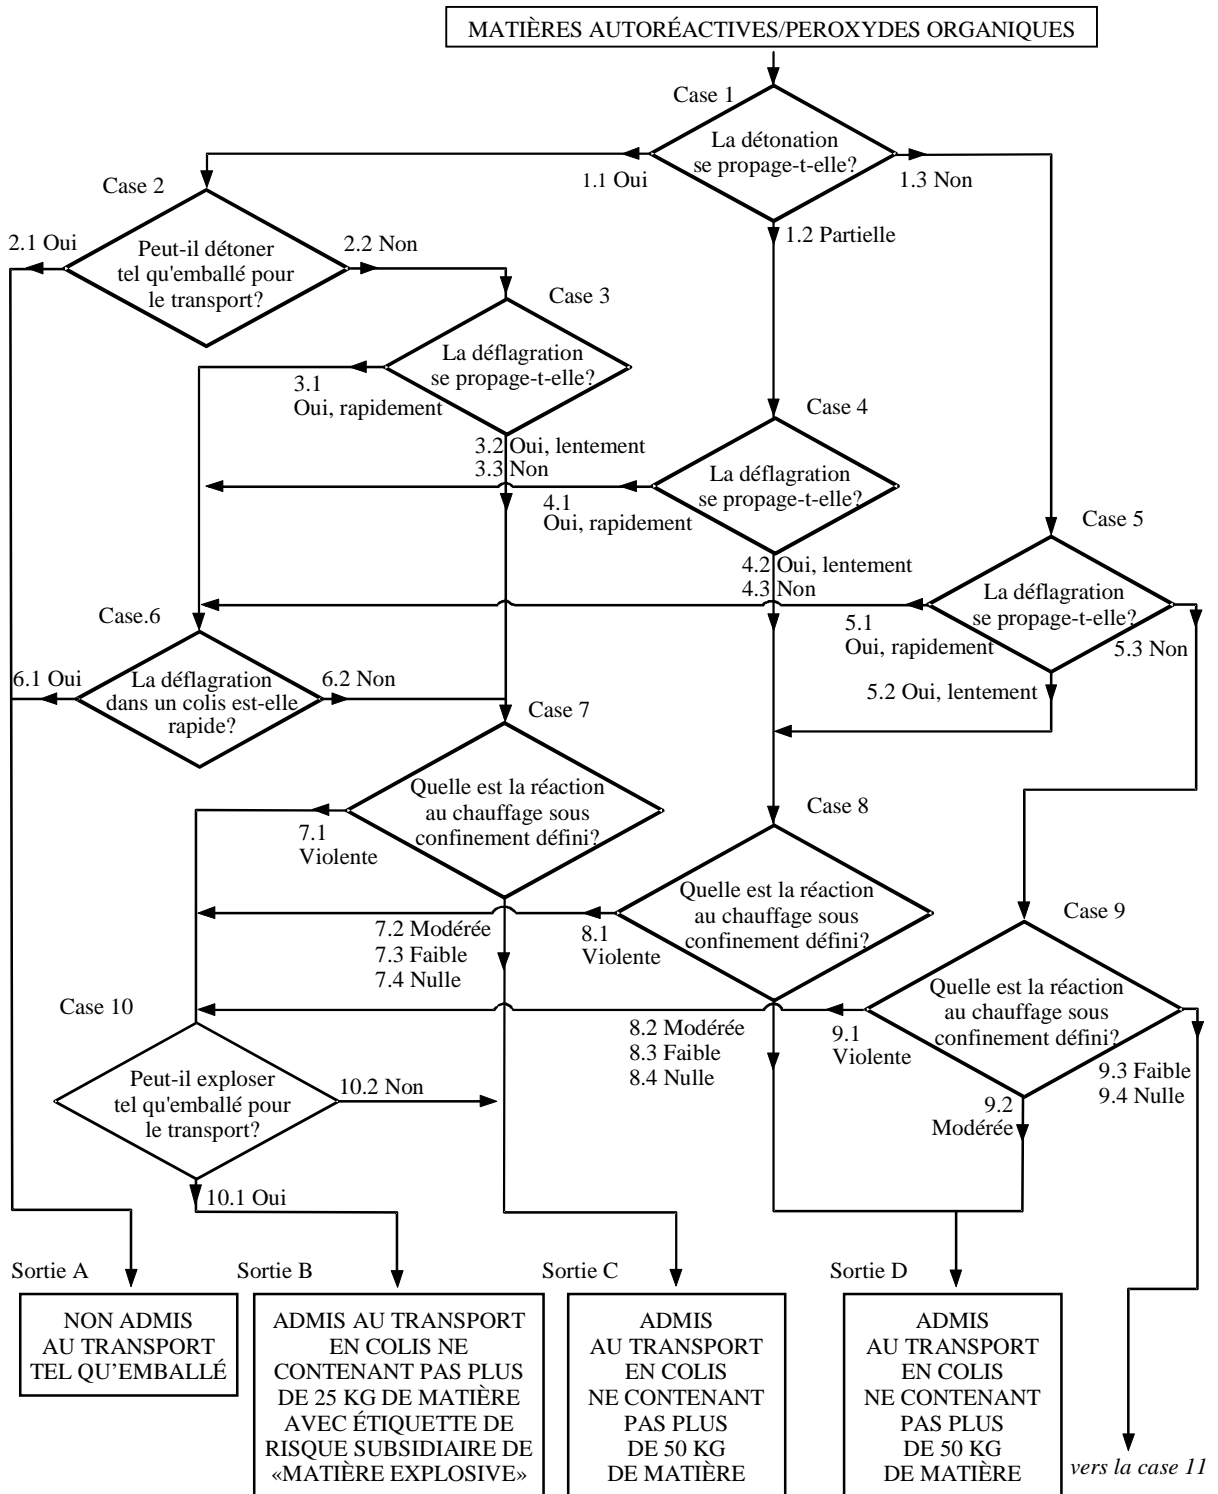 MATIÈRES AUTORÉACTIVES/PEROXYDES ORGANIQUES
Case 1
La détonation
se propage-t-elle?
1.1 Oui
1.3 Non
1.2 Partielle
Case 2
Peut-il détoner
tel qu'emballé pour
le transport?
2.1 Oui
2.2 Non
Case 3
La déflagration
se propage-t-elle?
3.1
Oui, rapidement
3.2 Oui, lentement
3.3 Non
Case 4
La déflagration
se propage-t-elle?
4.1
Oui, rapidement
4.2 Oui, lentement
4.3 Non
Case 5
La déflagration
se propage-t-elle?
5.1
Oui, rapidement
5.3 Non
5.2 Oui, lentement
Case.6
La déflagration
dans un colis est-elle
rapide?
6.1 Oui
6.2 Non
Case 7
Quelle est la réaction
au chauffage sous
confinement défini?
7.1
Violente
7.2 Modérée
7.3 Faible
7.4 Nulle
Case 8
Quelle est la réaction
au chauffage sous
confinement défini?
8.1
Violente
8.2 Modérée
8.3 Faible
8.4 Nulle
Case 9
Quelle est la réaction
au chauffage sous
confinement défini?
9.1
Violente
9.2
Modérée
9.3 Faible
9.4 Nulle
Case 10
Peut-il exploser
tel qu'emballé pour
le transport?
10.2 Non
10.1 Oui
Sortie A
NON ADMIS
AU TRANSPORT
TEL QU’EMBALLÉ
Sortie B
ADMIS AU TRANSPORT
EN COLIS NE
CONTENANT PAS PLUS
DE 25 KG DE MATIÈRE
AVEC ÉTIQUETTE DE
RISQUE SUBSIDIAIRE DE
«MATIÈRE EXPLOSIVE»
Sortie C
ADMIS
AU TRANSPORT
EN COLIS
NE CONTENANT
PAS PLUS
DE 50 KG
DE MATIÈRE
Sortie D
ADMIS
AU TRANSPORT
EN COLIS
NE CONTENANT
PAS PLUS
DE 50 KG
DE MATIÈRE
vers la case 11